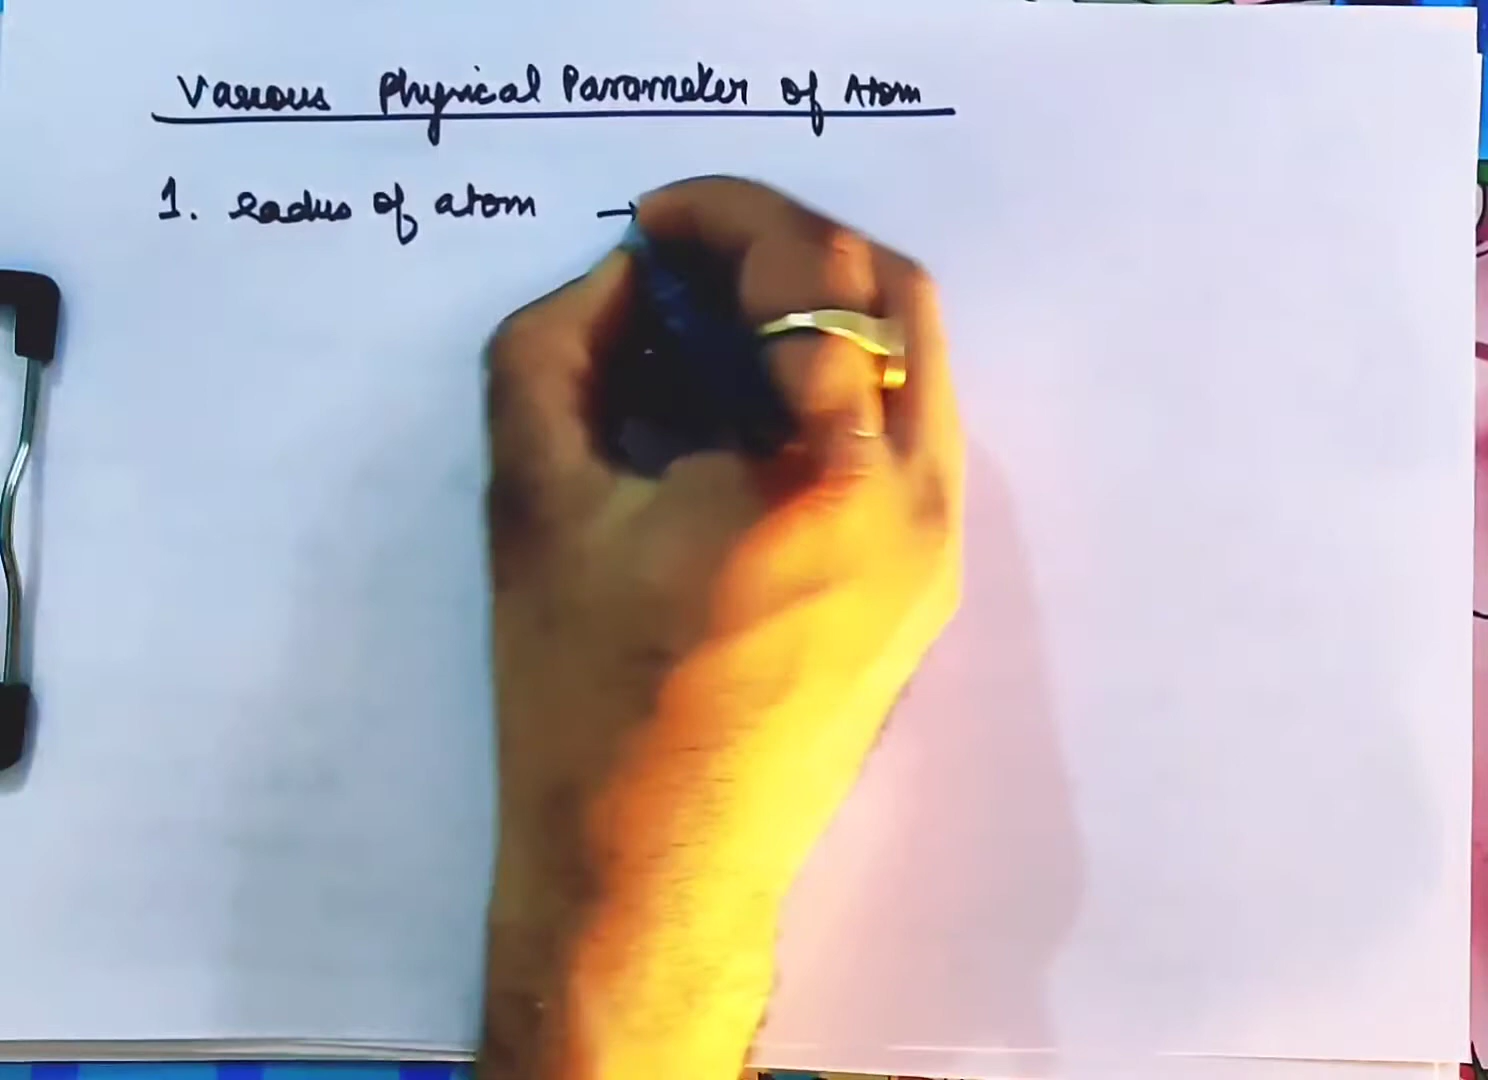 Various Physical Parameter of Atom
1. radius of atom →